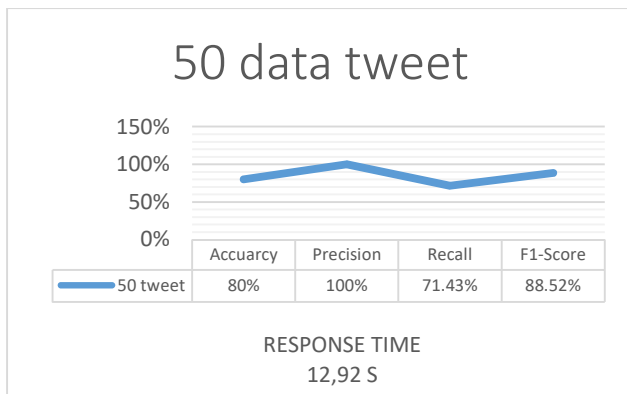 50 data tweet
150%
100%
50%
0%
Accuarcy Precision Recall F1-Score
50 tweet 80% 100% 71.43% 88.52%
RESPONSE TIME
12,92 S